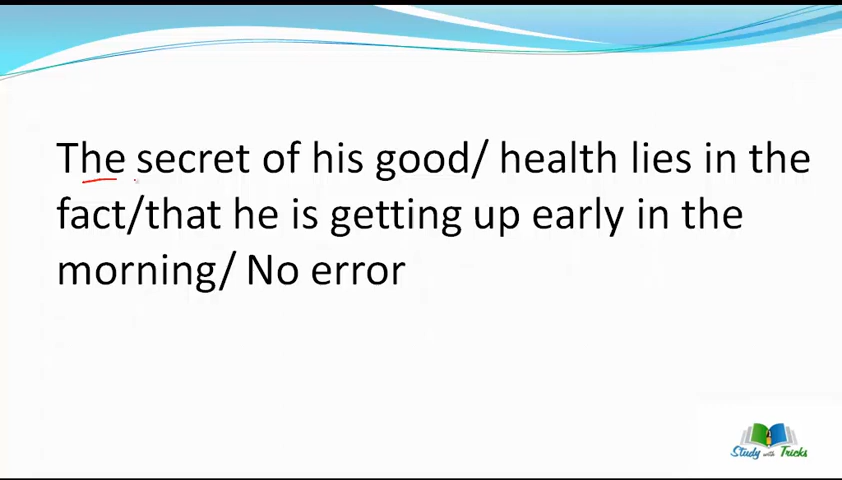 The secret of his good/ health lies in the
fact/that he is getting up early in the
morning/ No error
Study with Tricks